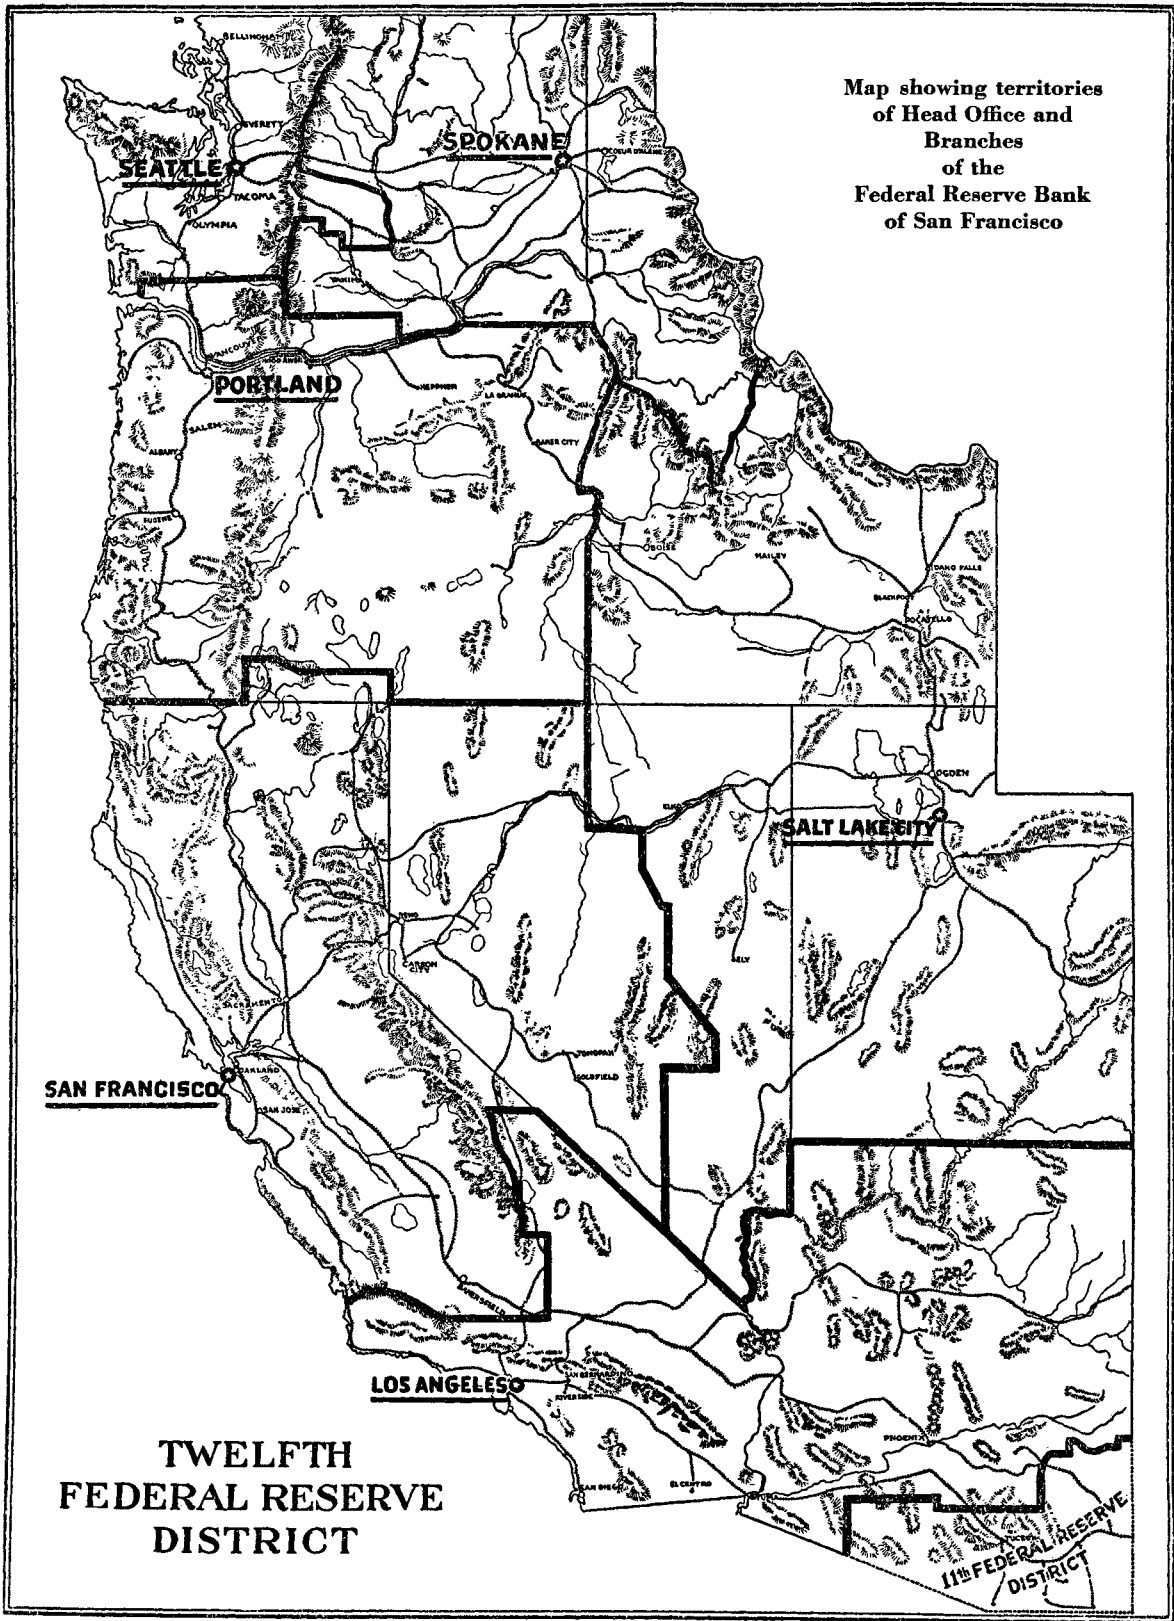 Map showing territories
of Head Office and
Branches
of the
Federal Reserve Bank
of San Francisco
BELLINGHAM
EVERETT
SPOKANE
COEUR D'ALENE
SEATTLE
TACOMA
OLYMPIA
YAKIMA
VANCOUVER
PORTLAND
HEPPNER
LA GRANDE
SALEM
BAKER CITY
ALBANY
EUGENE
BOISE
HAILEY
IDAHO FALLS
BLACKFOOT
POCATELLO
OGDEN
ELKO
SALT LAKE CITY
RENO
ELY
CARSON
CITY
SACRAMENTO
TONOPAH
OAKLAND
GOLDFIELD
SAN FRANCISCO
SAN JOSE
BAKERSFIELD
LOS ANGELES
SAN BERNARDINO
RIVERSIDE
PHOENIX
SAN DIEGO
EL CENTRO
YUMA
TUCSON
11th FEDERAL RESERVE
DISTRICT
TWELFTH
FEDERAL RESERVE
DISTRICT